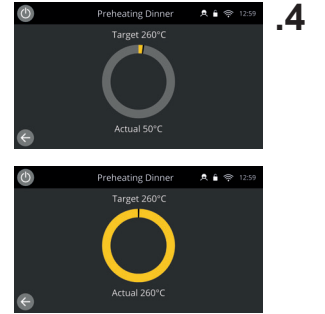 Preheating Dinner 12:59
.4
Target 260°C
Actual 50°C
Preheating Dinner 12:59
Target 260°C
Actual 260°C